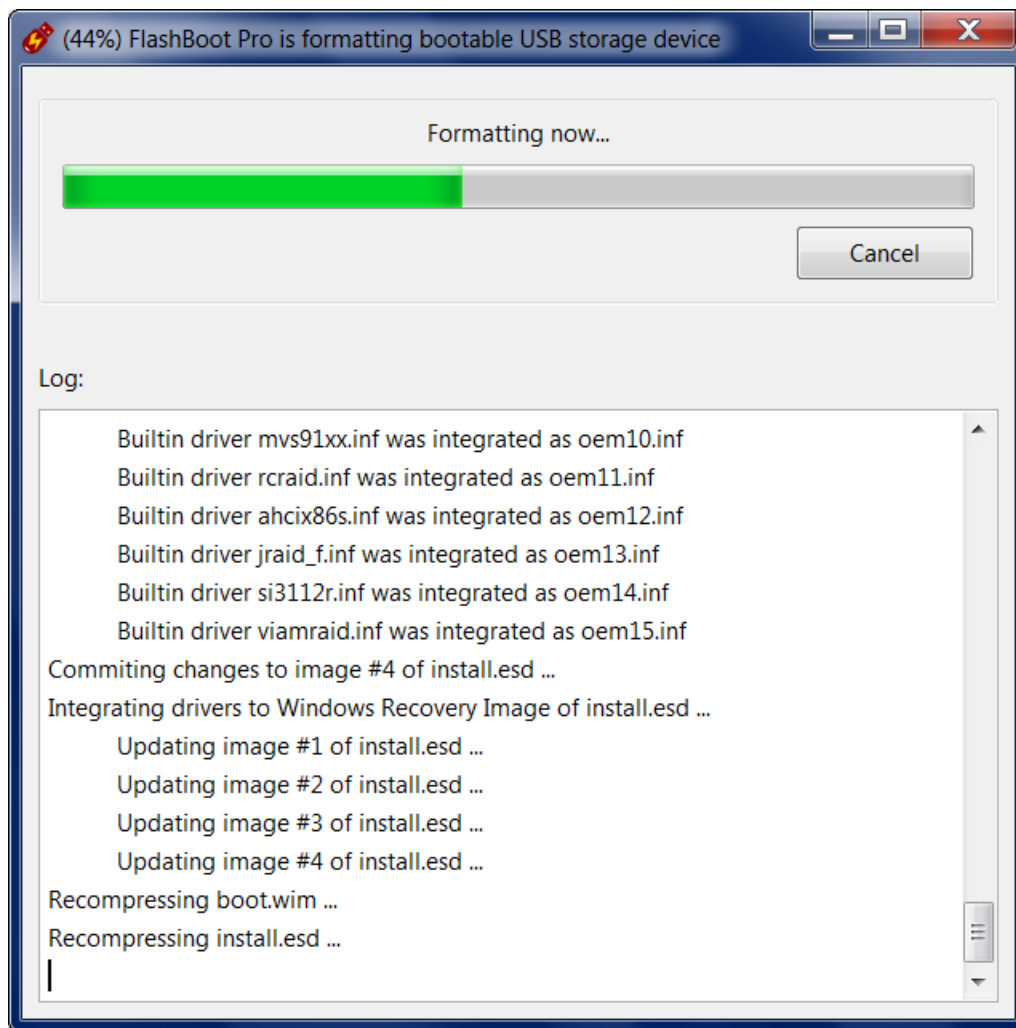 (44%) FlashBoot Pro is formatting bootable USB storage device
Formatting now...
Cancel
Log:
Builtin driver mvs91xx.inf was integrated as oem10.inf
Builtin driver rcraid.inf was integrated as oem11.inf
Builtin driver ahcix86s.inf was integrated as oem12.inf
Builtin driver jraid_f.inf was integrated as oem13.inf
Builtin driver si3112r.inf was integrated as oem14.inf
Builtin driver viamraid.inf was integrated as oem15.inf
Commiting changes to image #4 of install.esd ...
Integrating drivers to Windows Recovery Image of install.esd ...
Updating image #1 of install.esd ...
Updating image #2 of install.esd ...
Updating image #3 of install.esd ...
Updating image #4 of install.esd ...
Recompressing boot.wim ...
Recompressing install.esd ...